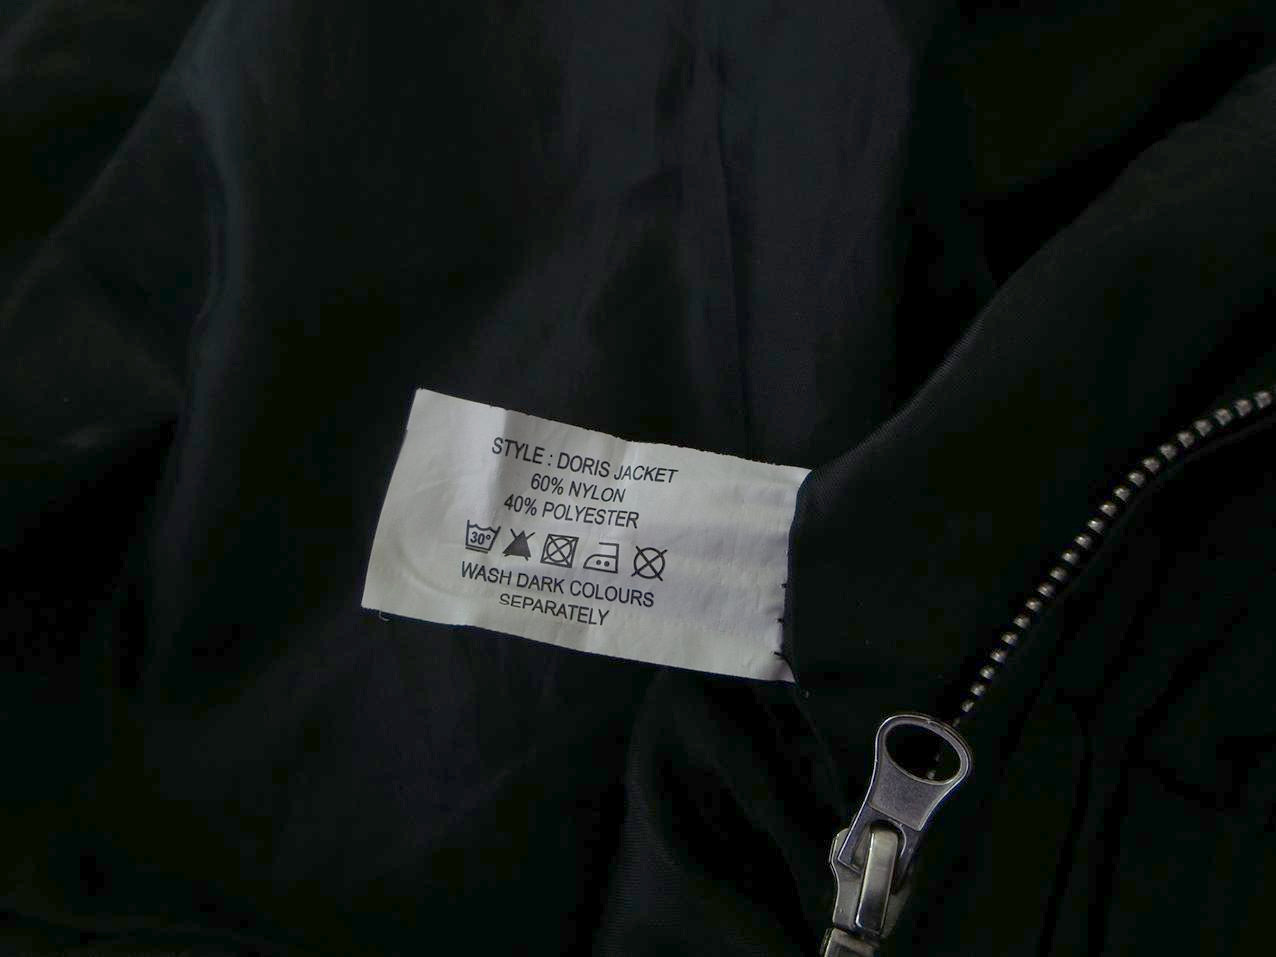 STYLE : DORIS JACKET
60% NYLON
40% POLYESTER
30°
WASH DARK COLOURS
SEPARATELY